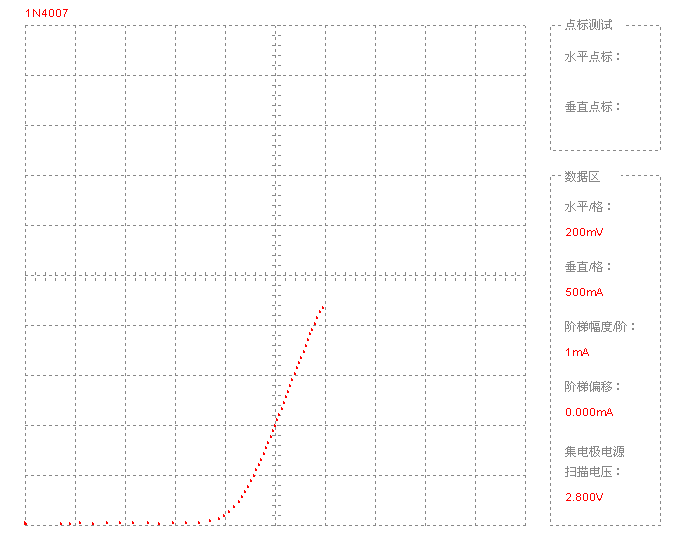 1N4007
点标测试
水平点标：
垂直点标：
数据区
水平/格：
200mV
垂直/格：
500mA
阶梯幅度/阶：
1mA
阶梯偏移：
0.000mA
集电极电源
扫描电压：
2.800V